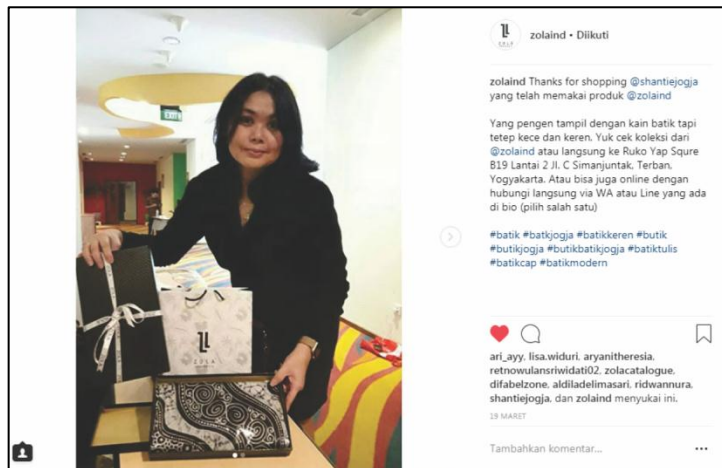 EXIT
ZOLA
ZOLA
zolaind • Diikuti
zolaind Thanks for shopping @shantiejogja
yang telah memakai produk @zolaind
Yang pengen tampil dengan kain batik tapi
tetep kece dan keren. Yuk cek koleksi dari
@zolaind atau langsung ke Ruko Yap Squre
B19 Lantai 2 Jl. C Simanjuntak, Terban,
Yogyakarta. Atau bisa juga online dengan
hubungi langsung via WA atau Line yang ada
di bio (pilih salah satu)
#batik #batkjogja #batikkeren #butik
#butikjogja #butikbatikjogja #batiktulis
#batikcap #batikmodern
ari_ayy, lisa.widuri, aryanitheresia,
retnowulansriwidati02, zolacatalogue,
difabelzone, aldiladelimasari, ridwannura,
shantiejogja, dan zolaind menyukai ini.
19 MARET
Tambahkan komentar...